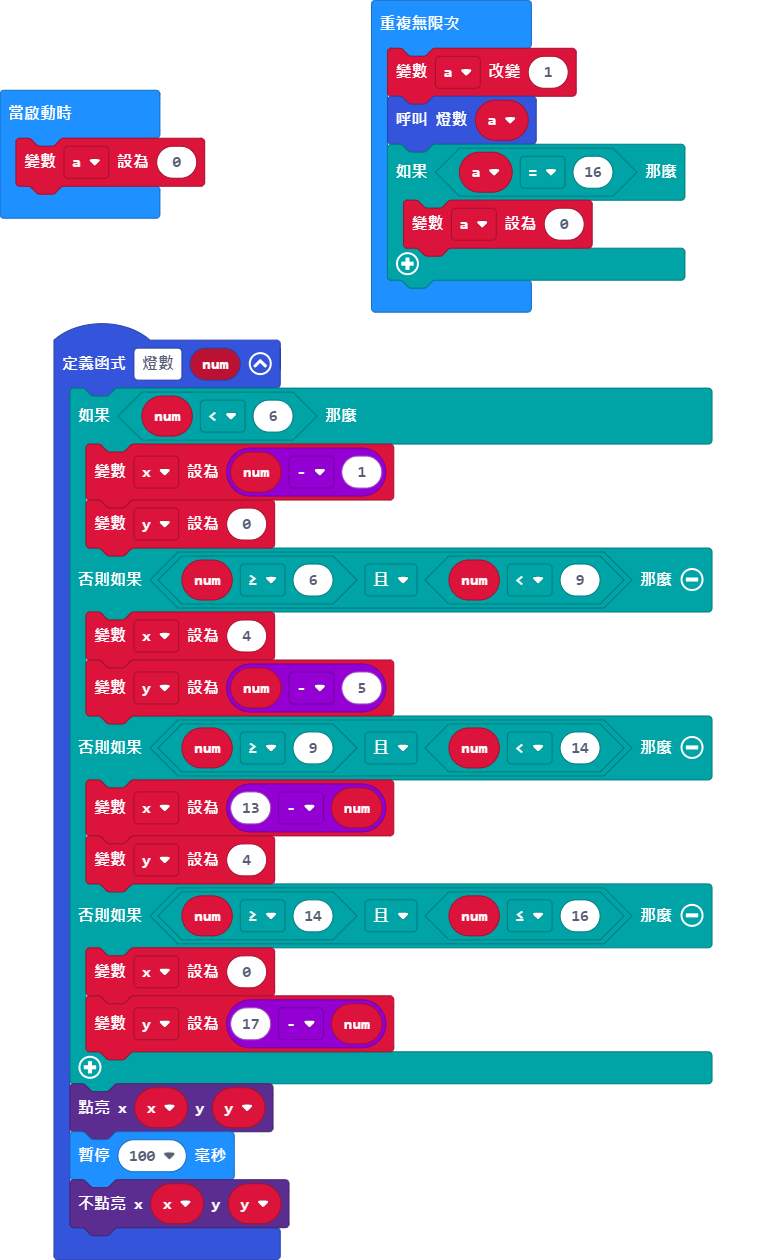 當啟動時
變數 a 設為 0
重複無限次
變數 a 改變 1
呼叫 燈數 a
如果 a = 16 那麼
變數 a 設為 0
定義函式 燈數 num
如果 num < 6 那麼
變數 x 設為 num - 1
變數 y 設為 0
否則如果 num ≥ 6 且 num < 9 那麼
變數 x 設為 4
變數 y 設為 num - 5
否則如果 num ≥ 9 且 num < 14 那麼
變數 x 設為 13 - num
變數 y 設為 4
否則如果 num ≥ 14 且 num ≤ 16 那麼
變數 x 設為 0
變數 y 設為 17 - num
點亮 x x y y
暫停 100 毫秒
不點亮 x x y y